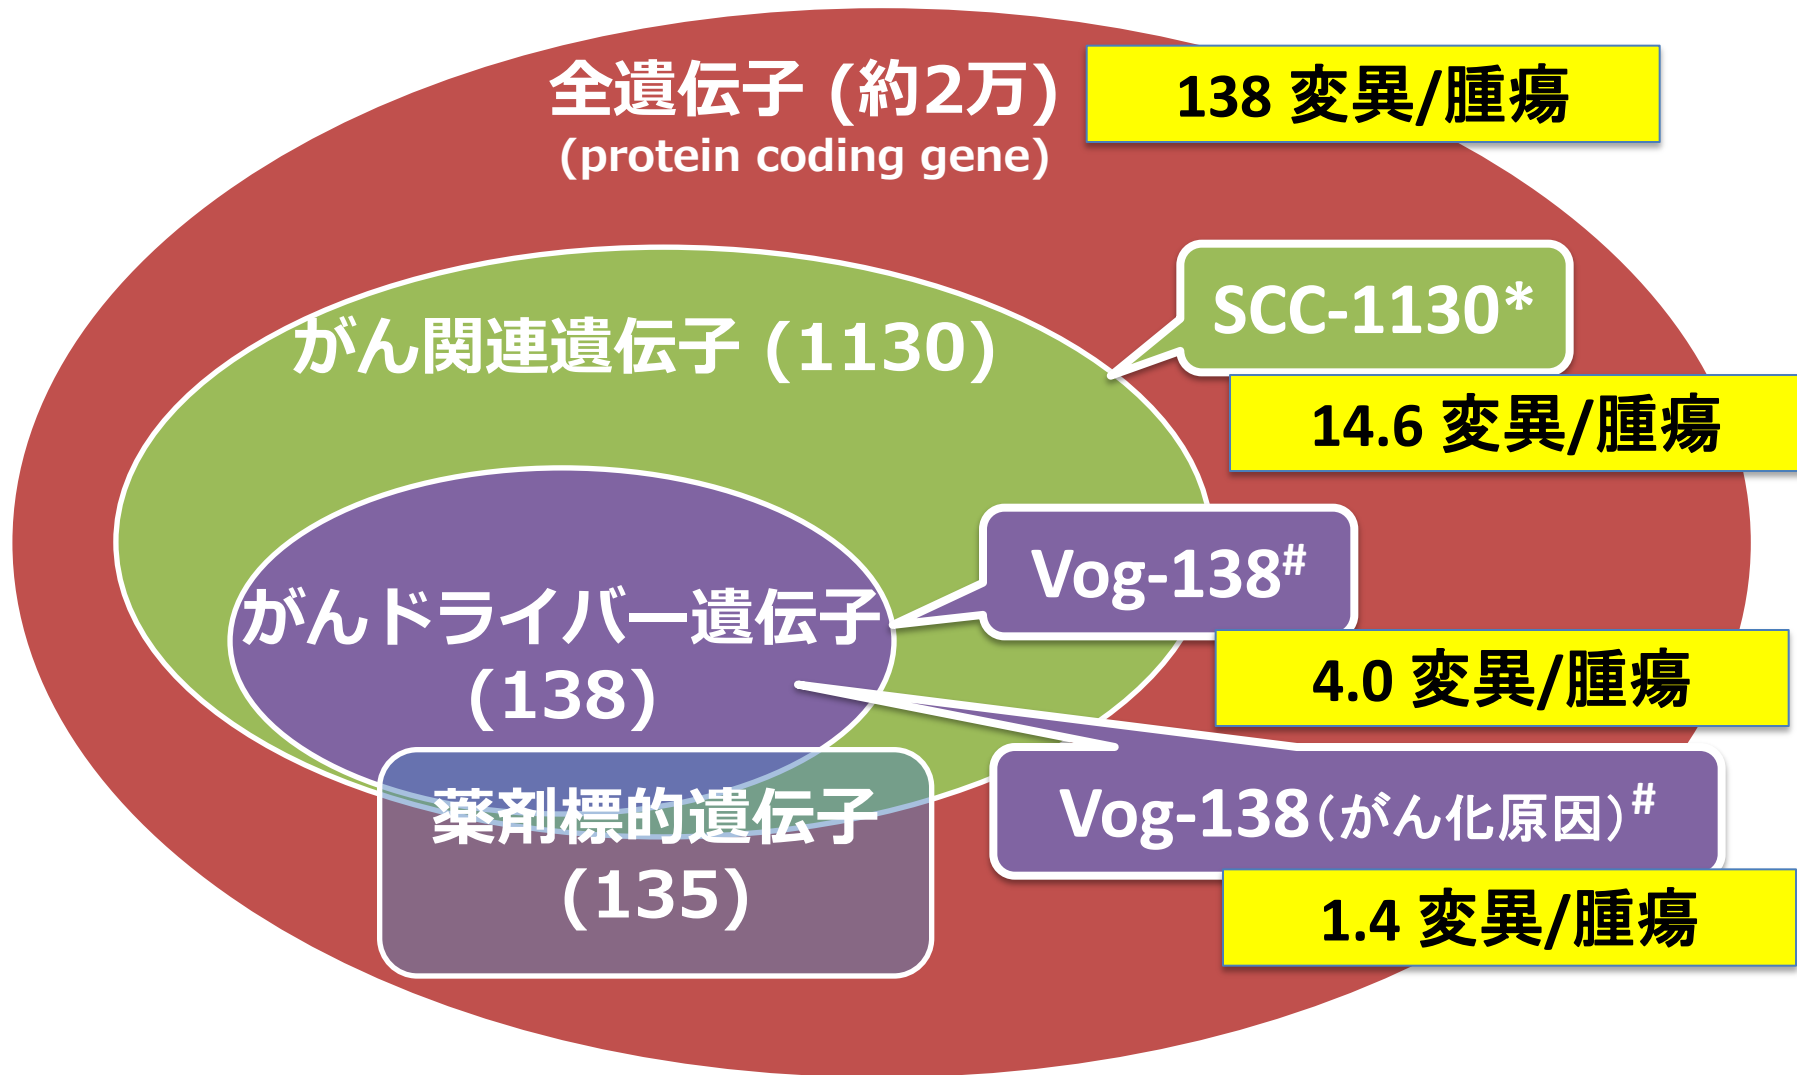 全遺伝子 (約2万)
(protein coding gene)
138 変異/腫瘍
がん関連遺伝子 (1130)
SCC-1130*
14.6 変異/腫瘍
がんドライバー遺伝子
(138)
Vog-138#
4.0 変異/腫瘍
薬剤標的遺伝子
(135)
Vog-138(がん化原因)#
1.4 変異/腫瘍